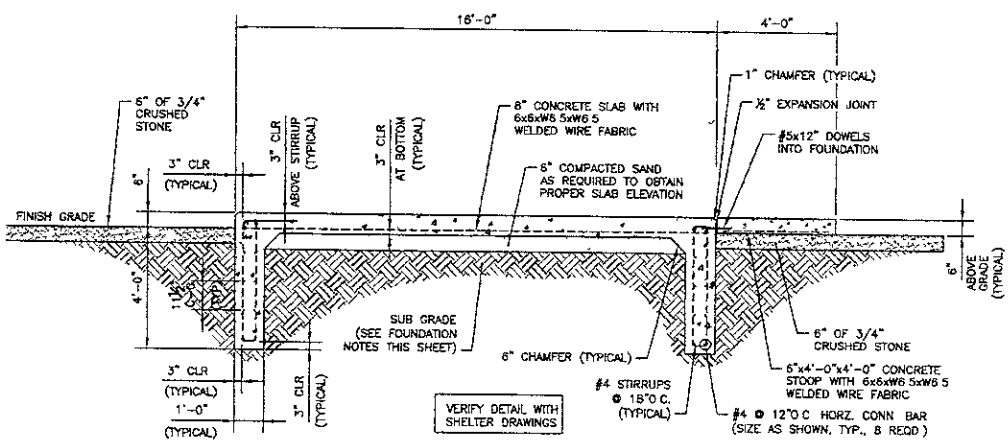 16'-0"
4'-0"
6" OF 3/4"
CRUSHED
STONE
3" CLR
ABOVE STIRRUP
(TYPICAL)
3" CLR
AT BOTTOM
(TYPICAL)
8" CONCRETE SLAB WITH
6x6xW6 5xW6 5
WELDED WIRE FABRIC
1" CHAMFER (TYPICAL)
½" EXPANSION JOINT
#5x12" DOWELS
INTO FOUNDATION
3" CLR
(TYPICAL)
6" COMPACTED SAND
AS REQUIRED TO OBTAIN
PROPER SLAB ELEVATION
6"
FINISH GRADE
4'-0"
(TYP)
6"
ABOVE
GRADE
(TYPICAL)
SUB GRADE
(SEE FOUNDATION
NOTES THIS SHEET)
6" CHAMFER (TYPICAL)
6" OF 3/4"
CRUSHED STONE
3" CLR
(TYPICAL)
1'-0"
(TYPICAL)
3" CLR
(TYPICAL)
#4 STIRRUPS
@ 18"O C.
(TYPICAL)
6"x4'-0"x4'-0" CONCRETE
STOOP WITH 6x6xW6 5xW6 5
WELDED WIRE FABRIC
VERIFY DETAIL WITH
SHELTER DRAWINGS
#4 @ 12"O C HORZ. CONN BAR
(SIZE AS SHOWN, TYP., 8 REQD )